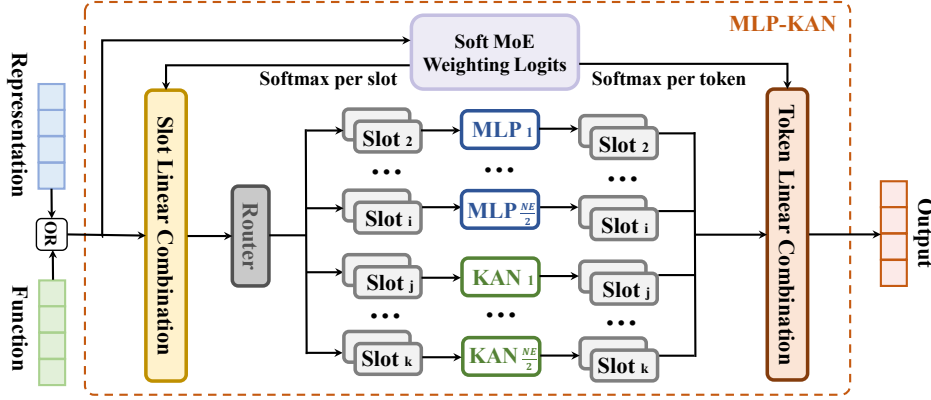 MLP-KAN
Soft MoE
Weighting Logits
Softmax per slot
Softmax per token
Representation
OR
Function
Slot Linear Combination
Router
Slot 2
MLP 1
Slot 2
...
...
...
Slot i
MLP NE/2
Slot i
Slot j
KAN 1
Slot j
...
...
...
Slot k
KAN NE/2
Slot k
Token Linear Combination
Output